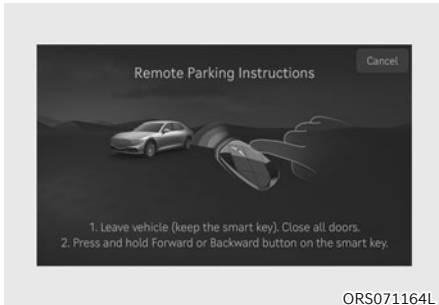 Cancel
Remote Parking Instructions
1. Leave vehicle (keep the smart key). Close all doors.
2. Press and hold Forward or Backward button on the smart key.
ORS071164L